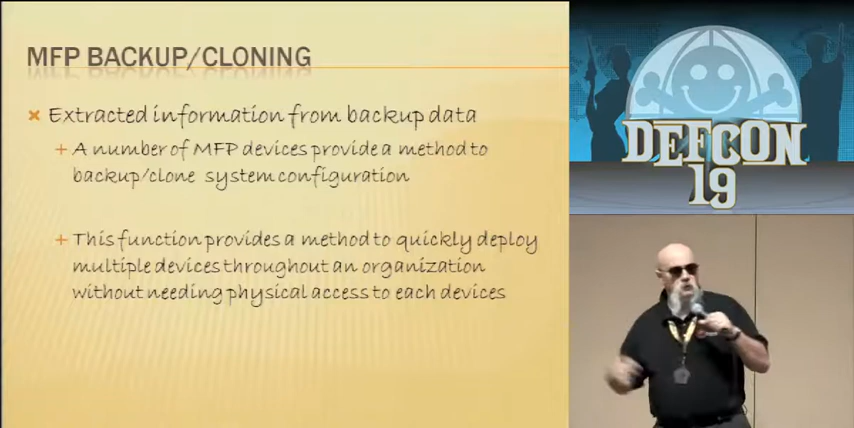 MFP BACKUP/CLONING
Extracted information from backup data
A number of MFP devices provide a method to
backup/clone system configuration
This function provides a method to quickly deploy
multiple devices throughout an organization
without needing physical access to each devices
DEFCON
19